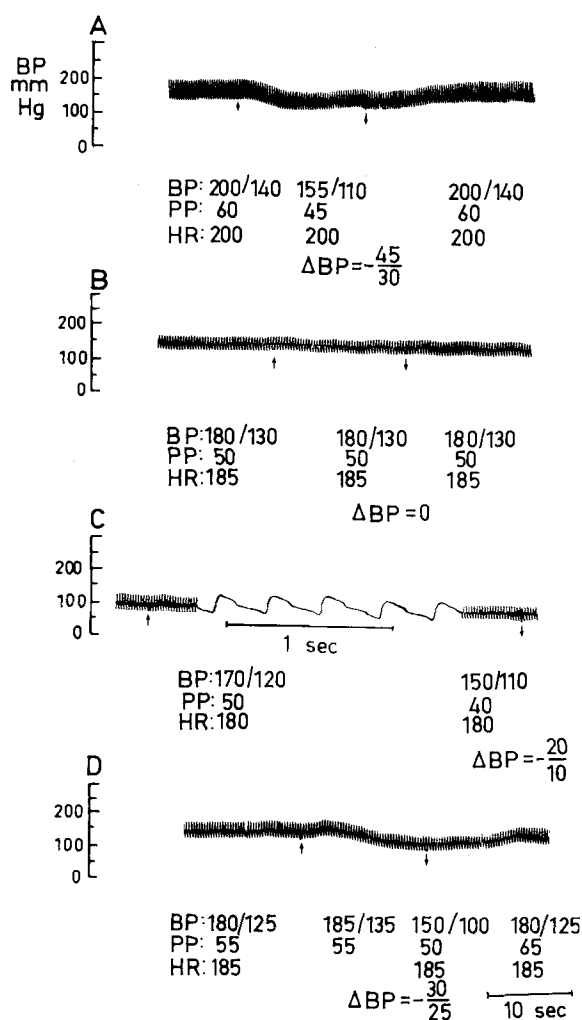 A
BP
mm
Hg
200
100
0
BP: 200/140 155/110 200/140
PP: 60 45 60
HR: 200 200 200
ΔBP = -45/30
B
200
100
0
BP: 180/130 180/130 180/130
PP: 50 50 50
HR: 185 185 185
ΔBP = 0
C
200
100
0
1 sec
BP: 170/120 150/110
PP: 50 40
HR: 180 180
ΔBP = -20/10
D
200
100
0
BP: 180/125 185/135 150/100 180/125
PP: 55 55 50 65
HR: 185 185 185
ΔBP = -30/25
10 sec